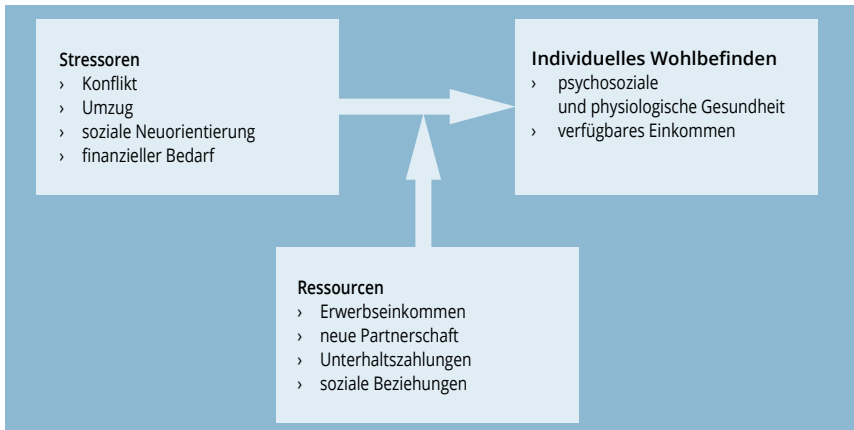 Stressoren
› Konflikt
› Umzug
› soziale Neuorientierung
› finanzieller Bedarf
Individuelles Wohlbefinden
› psychosoziale
und physiologische Gesundheit
› verfügbares Einkommen
Ressourcen
› Erwerbseinkommen
› neue Partnerschaft
› Unterhaltszahlungen
› soziale Beziehungen